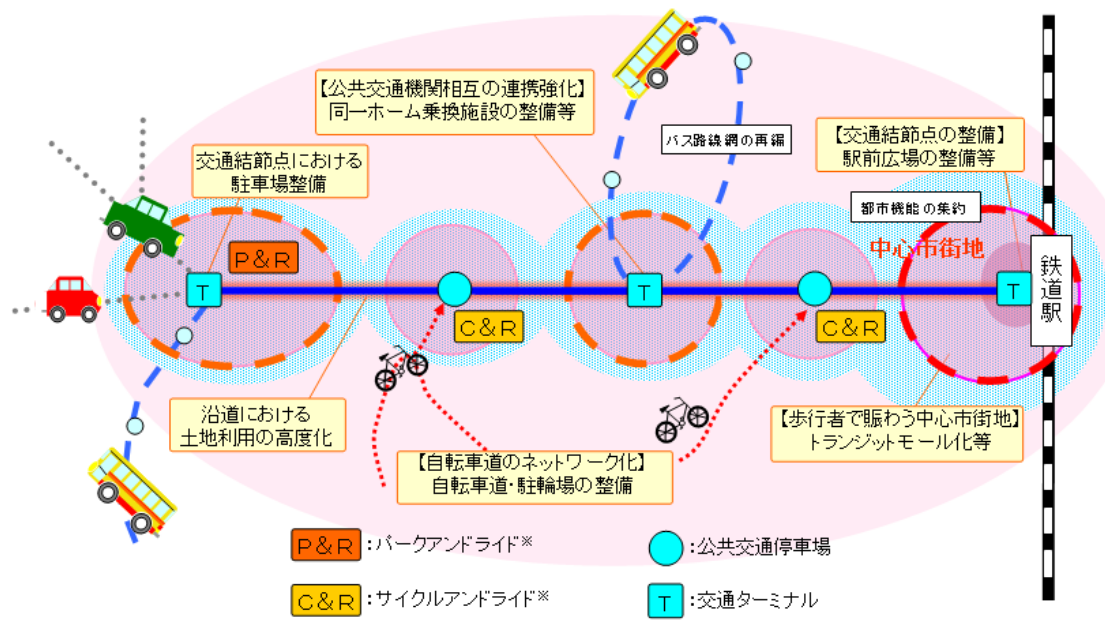 【公共交通機関相互の連携強化】
同一ホーム乗換施設の整備等
バス路線網の再編
【交通結節点の整備】
駅前広場の整備等
交通結節点における
駐車場整備
都市機能の集約
中心市街地
P&R
T
T
T
鉄道駅
C&R
C&R
沿道における
土地利用の高度化
【歩行者で賑わう中心市街地】
トランジットモール化等
【自転車道のネットワーク化】
自転車道・駐輪場の整備
P&R:パークアンドライド※
:公共交通停車場
C&R:サイクルアンドライド※
T:交通ターミナル